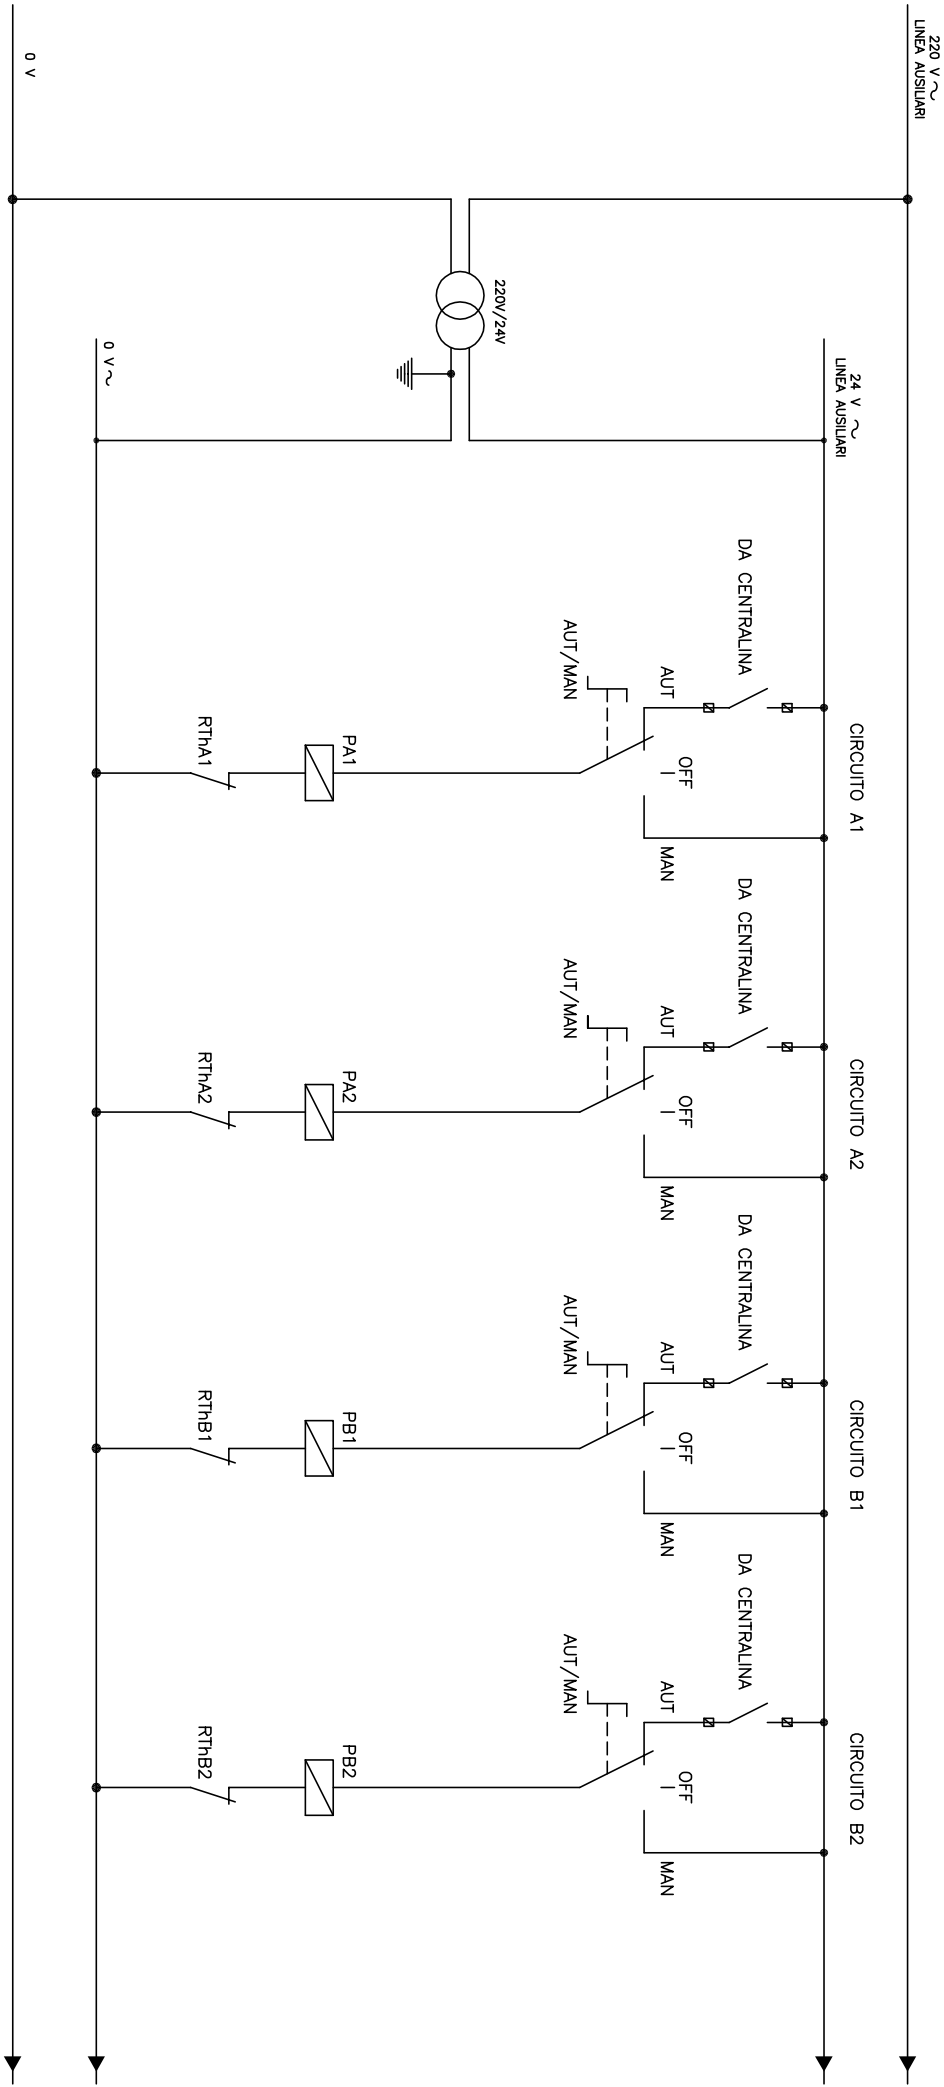 220 V ~
LINEA AUSILIARI
24 V ~
LINEA AUSILIARI
220V/24V
0 V ~
0 V
CIRCUITO A1
DA CENTRALINA
AUT
OFF
MAN
AUT/MAN
PA1
RThA1
CIRCUITO A2
DA CENTRALINA
AUT
OFF
MAN
AUT/MAN
PA2
RThA2
CIRCUITO B1
DA CENTRALINA
AUT
OFF
MAN
AUT/MAN
PB1
RThB1
CIRCUITO B2
DA CENTRALINA
AUT
OFF
MAN
AUT/MAN
PB2
RThB2